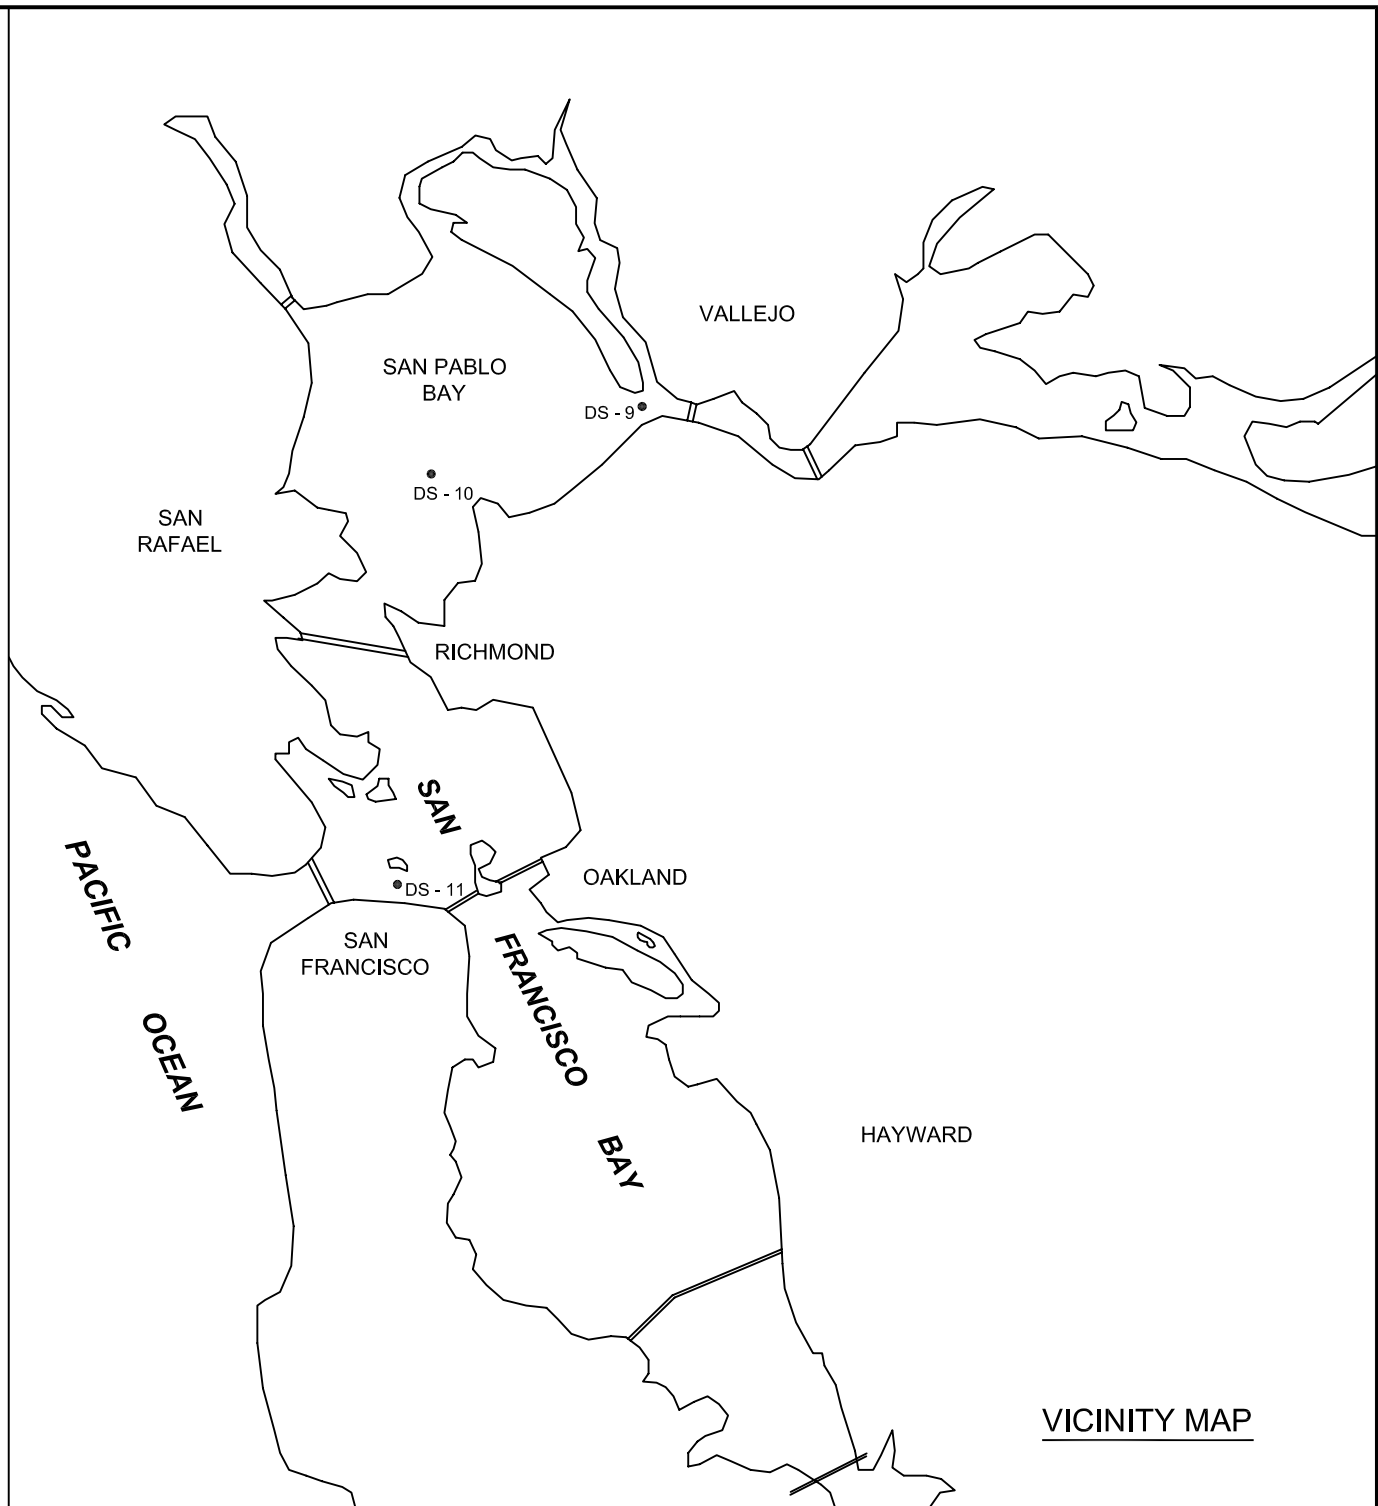 VALLEJO
SAN PABLO
BAY
DS - 9
DS - 10
SAN
RAFAEL
RICHMOND
SAN
FRANCISCO
BAY
PACIFIC
OCEAN
OAKLAND
DS - 11
SAN
FRANCISCO
HAYWARD
VICINITY MAP